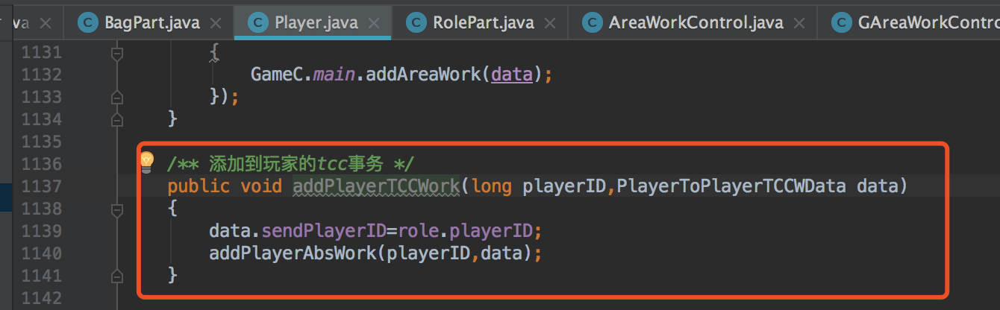 va BagPart.java Player.java RolePart.java AreaWorkControl.java GAreaWorkContro
1131 {
1132 GameC.main.addAreaWork(data);
1133 });
1134 }
1135
1136 /** 添加到玩家的tcc事务 */
1137 public void addPlayerTCCWork(long playerID,PlayerToPlayerTCCWData data)
1138 {
1139 data.sendPlayerID=role.playerID;
1140 addPlayerAbsWork(playerID,data);
1141 }
1142